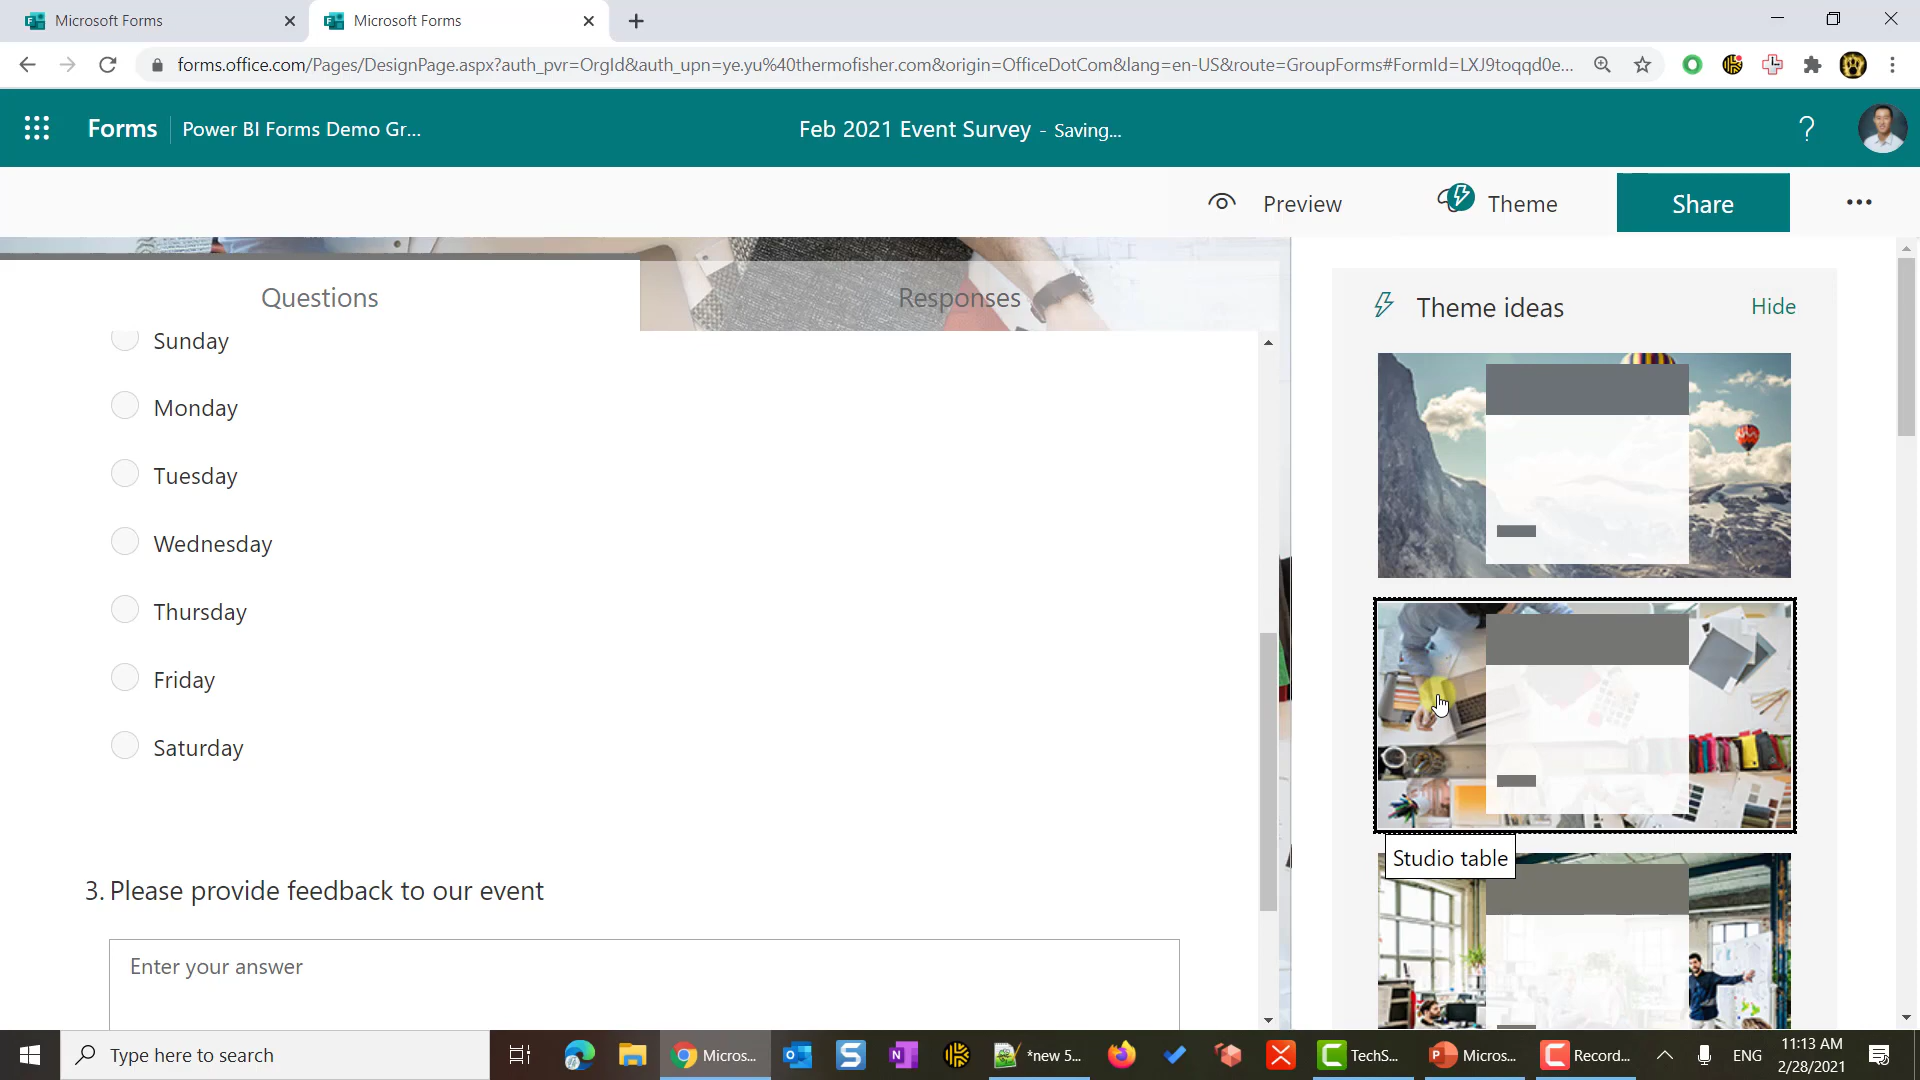 Microsoft Forms
Microsoft Forms
forms.office.com/Pages/DesignPage.aspx?auth_pvr=OrgId&auth_upn=ye.yu%40thermofisher.com&origin=OfficeDotCom&lang=en-US&route=GroupForms#FormId=LXJ9toqqd0e...
Forms
Power BI Forms Demo Gr...
Feb 2021 Event Survey - Saving...
?
Preview
Theme
Share
Questions
Responses
Theme ideas
Hide
Sunday
Monday
Tuesday
Wednesday
Thursday
Friday
Saturday
Studio table
3. Please provide feedback to our event
Enter your answer
Type here to search
Micros...
*new 5...
TechS...
Micros...
Record...
ENG
11:13 AM
2/28/2021